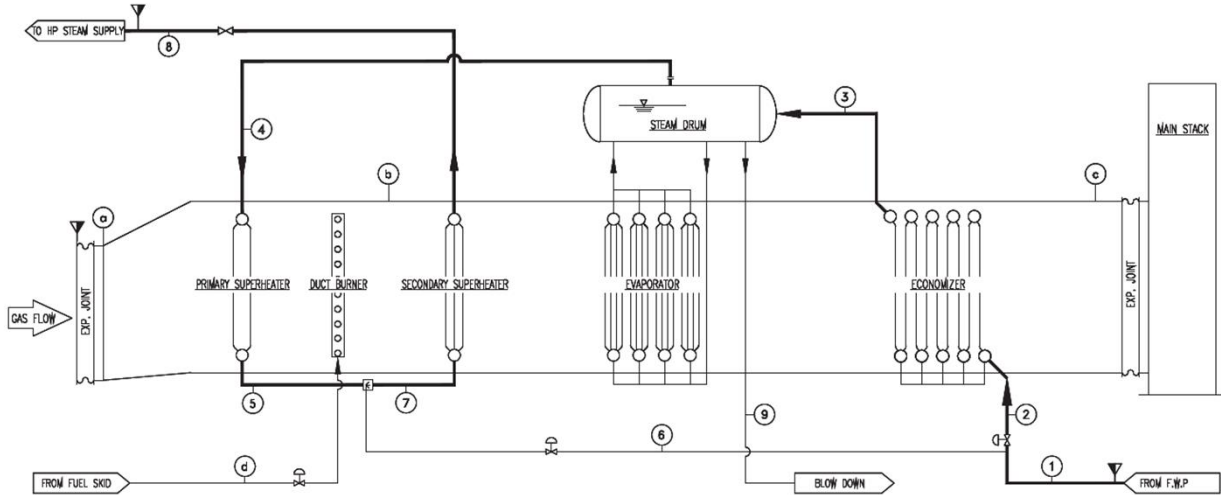 TO HP STEAM SUPPLY
8
3
4
STEAM DRUM
MAIN STACK
a
b
c
PRIMARY SUPERHEATER
DUCT BURNER
SECONDARY SUPERHEATER
EVAPORATOR
ECONOMIZER
GAS FLOW
EXP. JOINT
EXP. JOINT
5
7
9
2
6
d
1
FROM FUEL SKID
BLOW DOWN
FROM F.W.P